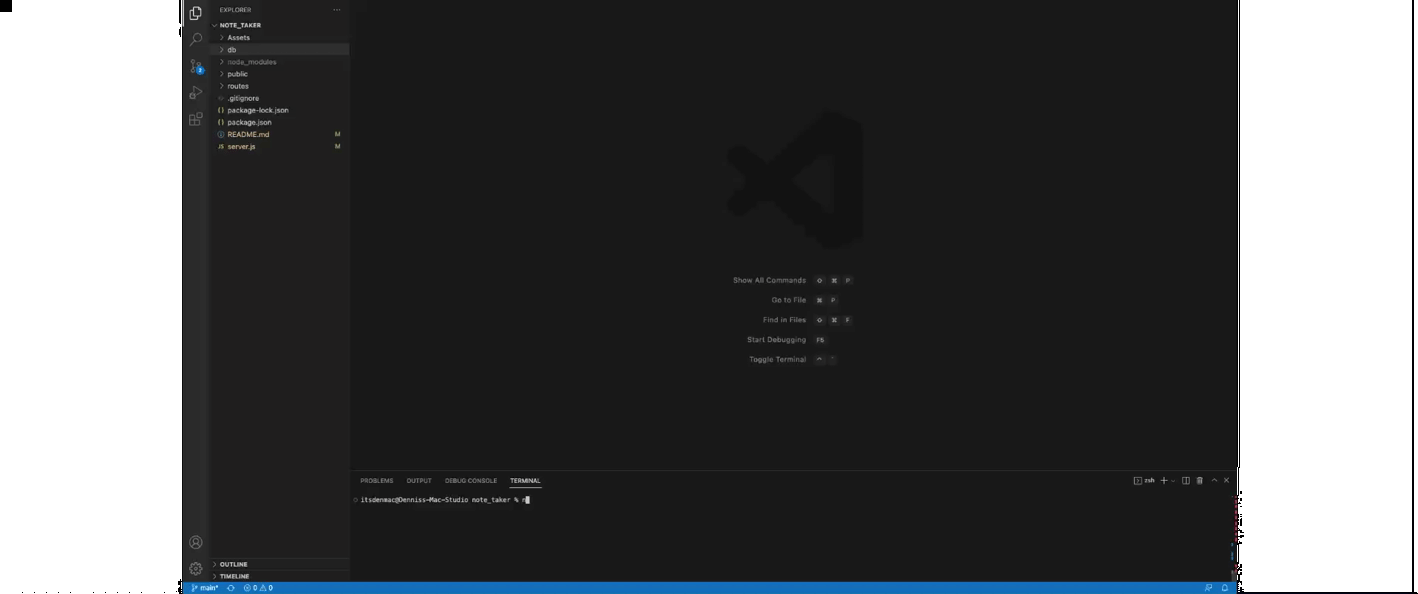 EXPLORER
NOTE_TAKER
Assets
db
node_modules
public
routes
.gitignore
{ } package-lock.json
{ } package.json
README.md M
JS server.js M
2
Show All Commands ⇧ ⌘ P
Go to File ⌘ P
Find in Files ⇧ ⌘ F
Start Debugging F5
Toggle Terminal ^ `
PROBLEMS OUTPUT DEBUG CONSOLE TERMINAL
zsh
itsdenmac@Denniss-Mac-Studio note_taker % n
OUTLINE
TIMELINE
main* 0 0